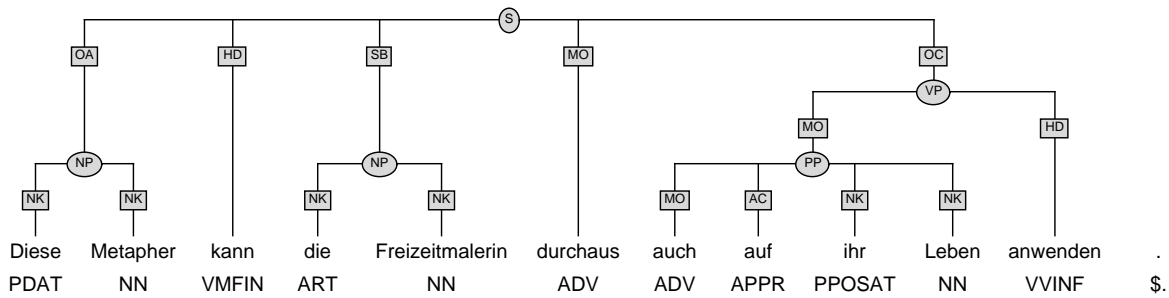 S
OA HD SB MO OC
VP
MO HD
NP NP PP
NK NK NK NK MO AC NK NK
Diese Metapher kann die Freizeitmalerin durchaus auch auf ihr Leben anwenden .
PDAT NN VMFIN ART NN ADV ADV APPR PPOSAT NN VVINF $.